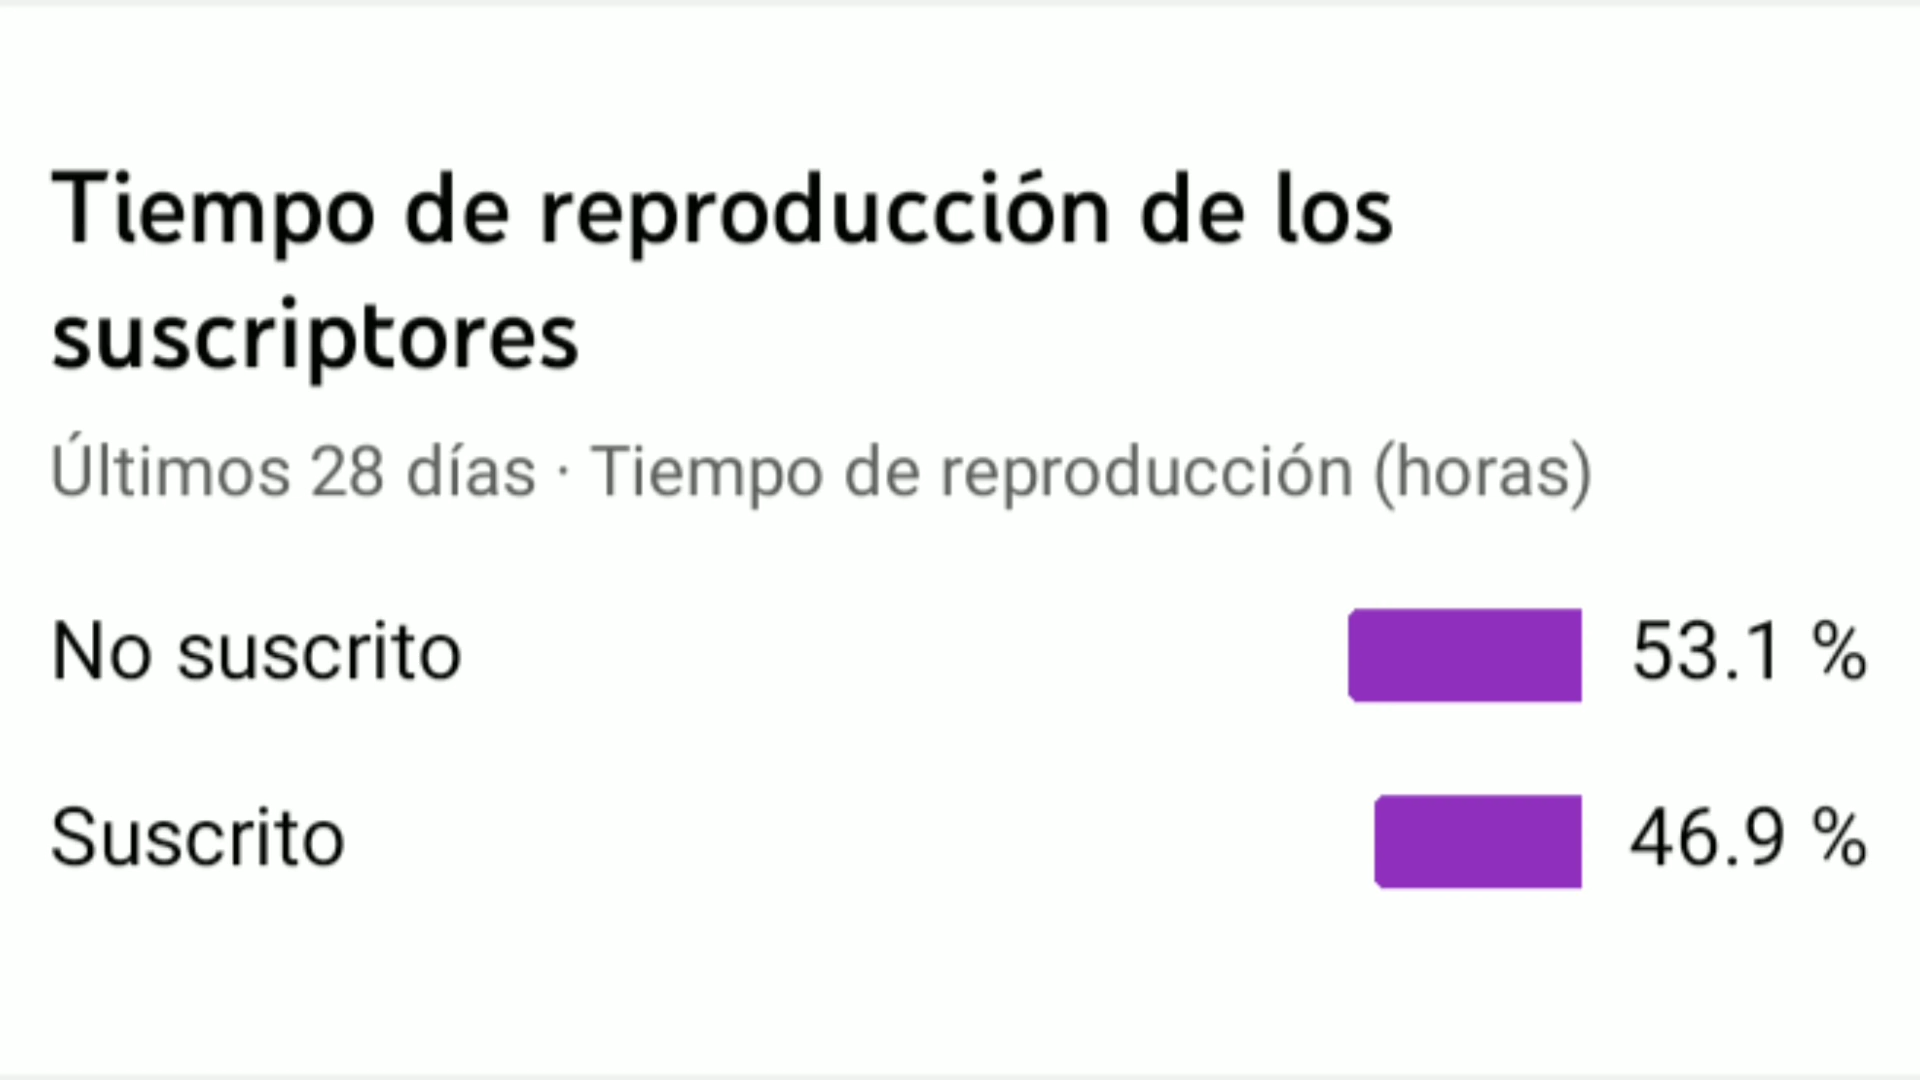 Tiempo de reproducción de los
suscriptores
Últimos 28 días · Tiempo de reproducción (horas)
No suscrito 53.1 %
Suscrito 46.9 %